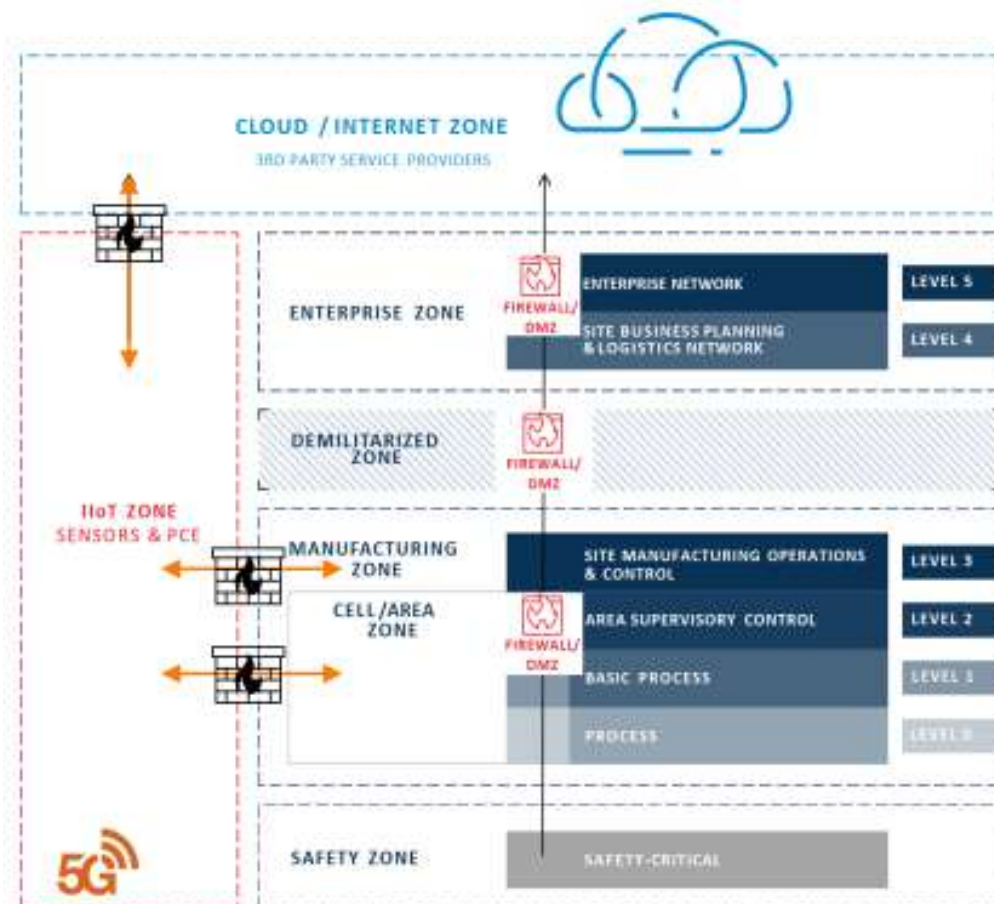 CLOUD / INTERNET ZONE
3RD PARTY SERVICE PROVIDERS
ENTERPRISE ZONE
FIREWALL/
DMZ
ENTERPRISE NETWORK
LEVEL 5
SITE BUSINESS PLANNING
& LOGISTICS NETWORK
LEVEL 4
DEMILITARIZED
ZONE
FIREWALL/
DMZ
IIoT ZONE
SENSORS & PCE
MANUFACTURING
ZONE
SITE MANUFACTURING OPERATIONS
& CONTROL
LEVEL 3
CELL/AREA
ZONE
FIREWALL/
DMZ
AREA SUPERVISORY CONTROL
LEVEL 2
BASIC PROCESS
LEVEL 1
PROCESS
LEVEL 0
SAFETY ZONE
SAFETY-CRITICAL
5G